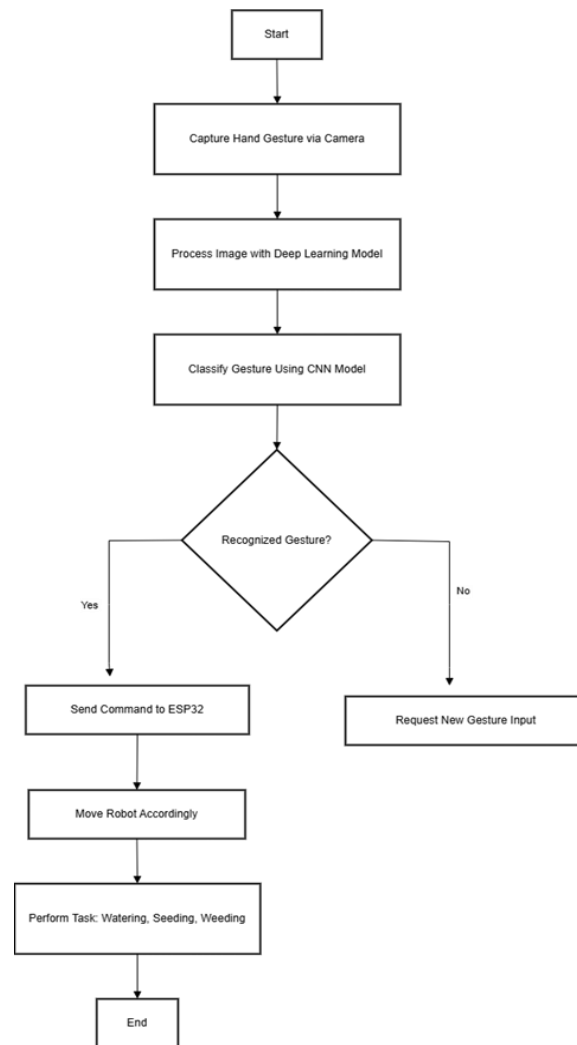 Start
Capture Hand Gesture via Camera
Process Image with Deep Learning Model
Classify Gesture Using CNN Model
Recognized Gesture?
Yes
No
Send Command to ESP32
Request New Gesture Input
Move Robot Accordingly
Perform Task: Watering, Seeding, Weeding
End